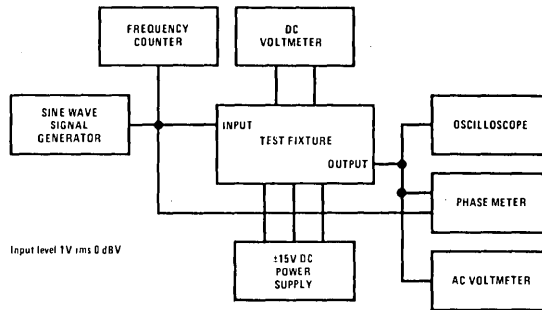 FREQUENCY
COUNTER
DC
VOLTMETER
SINE WAVE
SIGNAL
GENERATOR
INPUT
TEST FIXTURE
OUTPUT
OSCILLOSCOPE
PHASE METER
AC VOLTMETER
±15V DC
POWER
SUPPLY
Input level 1V rms 0 dBV